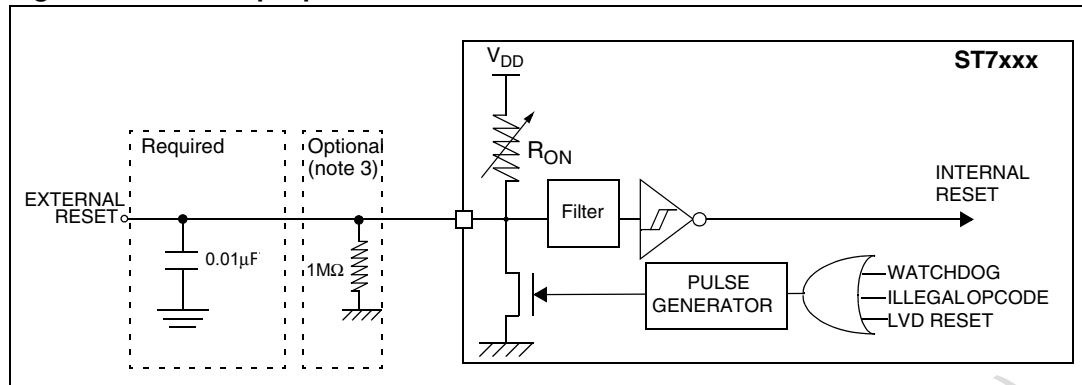 ST7xxx
VDD
RON
Required
Optional
(note 3)
EXTERNAL
RESET
0.01µF
1MΩ
Filter
INTERNAL
RESET
PULSE
GENERATOR
WATCHDOG
ILLEGAL OPCODE
LVD RESET